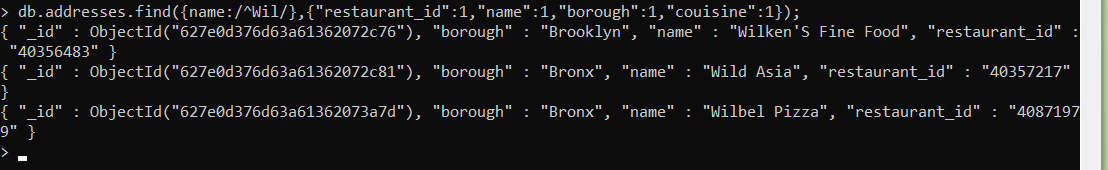 > db.addresses.find({name:/^Wil/},{"restaurant_id":1,"name":1,"borough":1,"couisine":1});
{ "_id" : ObjectId("627e0d376d63a61362072c76"), "borough" : "Brooklyn", "name" : "Wilken'S Fine Food", "restaurant_id" :
 "40356483" }
{ "_id" : ObjectId("627e0d376d63a61362072c81"), "borough" : "Bronx", "name" : "Wild Asia", "restaurant_id" : "40357217"
}
{ "_id" : ObjectId("627e0d376d63a61362073a7d"), "borough" : "Bronx", "name" : "Wilbel Pizza", "restaurant_id" : "4087197
9" }
>